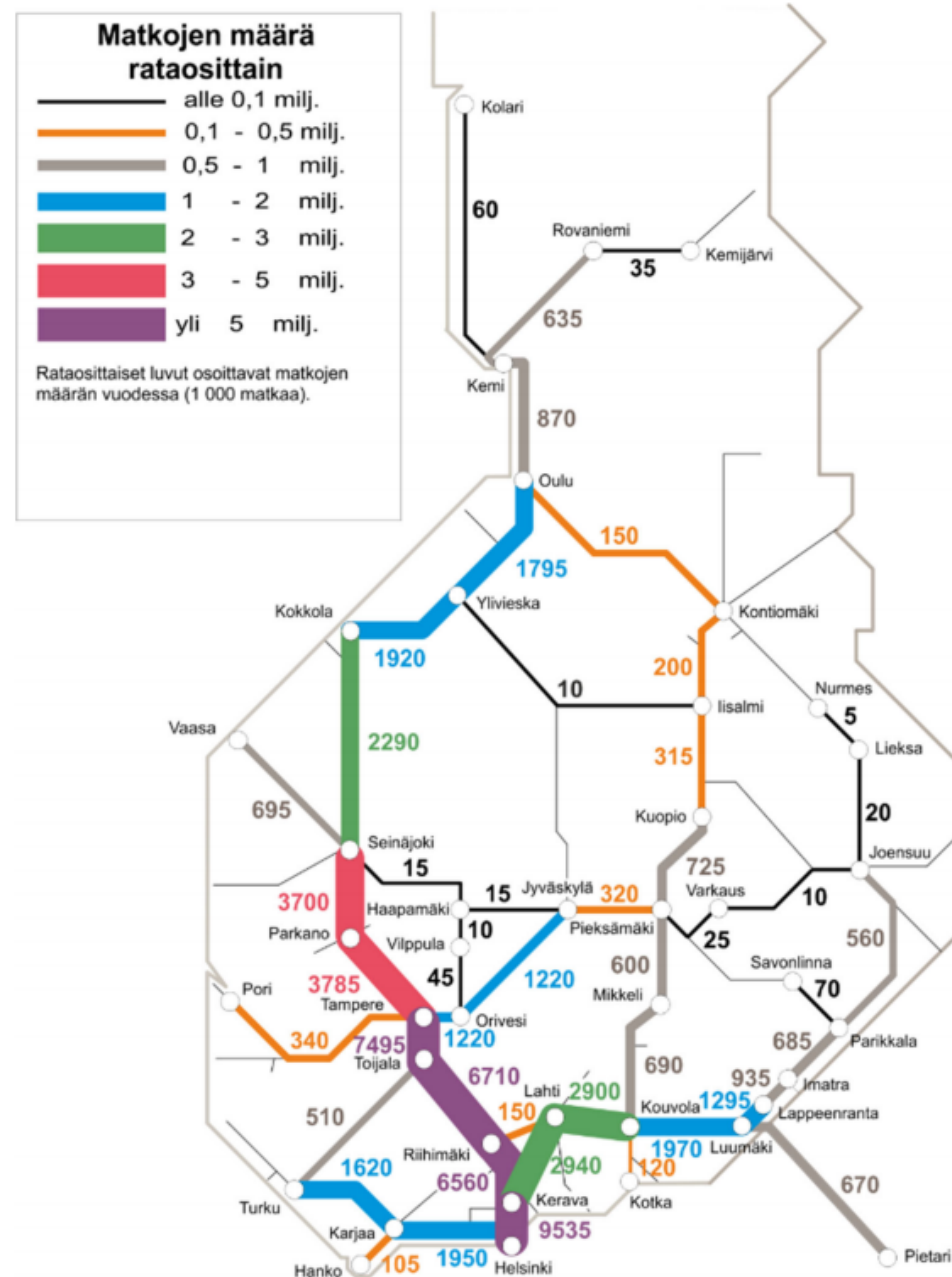 Matkojen määrä
rataosittain
alle 0,1 milj.
0,1 - 0,5 milj.
0,5 - 1 milj.
1 - 2 milj.
2 - 3 milj.
3 - 5 milj.
yli 5 milj.
Rataosittaiset luvut osoittavat matkojen
määrän vuodessa (1 000 matkaa).
Kolari
60
Rovaniemi
35
Kemijärvi
635
Kemi
870
Oulu
150
1795
Ylivieska
Kontiomäki
Kokkola
1920
200
10
Iisalmi
Nurmes
5
Vaasa
2290
315
Lieksa
695
Kuopio
20
Seinäjoki
15
725
Joensuu
3700
15
Jyväskylä
320
Varkaus
10
Haapamäki
10
Pieksämäki
25
560
Parkano
Vilppula
600
Savonlinna
3785
45
1220
70
Pori
Tampere
Mikkeli
340
1220
Orivesi
685
Parikkala
7495
Toijala
6710
690
935
Imatra
Lahti
2900
Kouvola
1295
Lappeenranta
510
150
1970
Luumäki
Riihimäki
2940
120
1620
6560
Kerava
Kotka
670
Turku
Karjaa
9535
1950
Helsinki
Pietari
Hanko
105